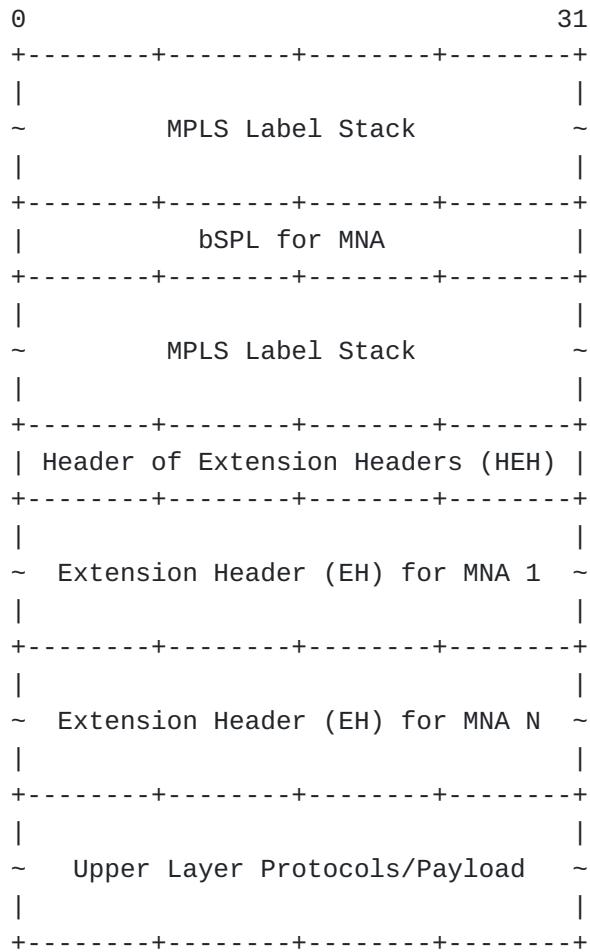 0                                  31
+--------+--------+--------+--------+
|                                   |
~         MPLS Label Stack          ~
|                                   |
+--------+--------+--------+--------+
|           bSPL for MNA            |
+--------+--------+--------+--------+
|                                   |
~         MPLS Label Stack          ~
|                                   |
+--------+--------+--------+--------+
| Header of Extension Headers (HEH) |
+--------+--------+--------+--------+
|                                   |
~  Extension Header (EH) for MNA 1  ~
|                                   |
+--------+--------+--------+--------+
|                                   |
~  Extension Header (EH) for MNA N  ~
|                                   |
+--------+--------+--------+--------+
|                                   |
~   Upper Layer Protocols/Payload   ~
|                                   |
+--------+--------+--------+--------+